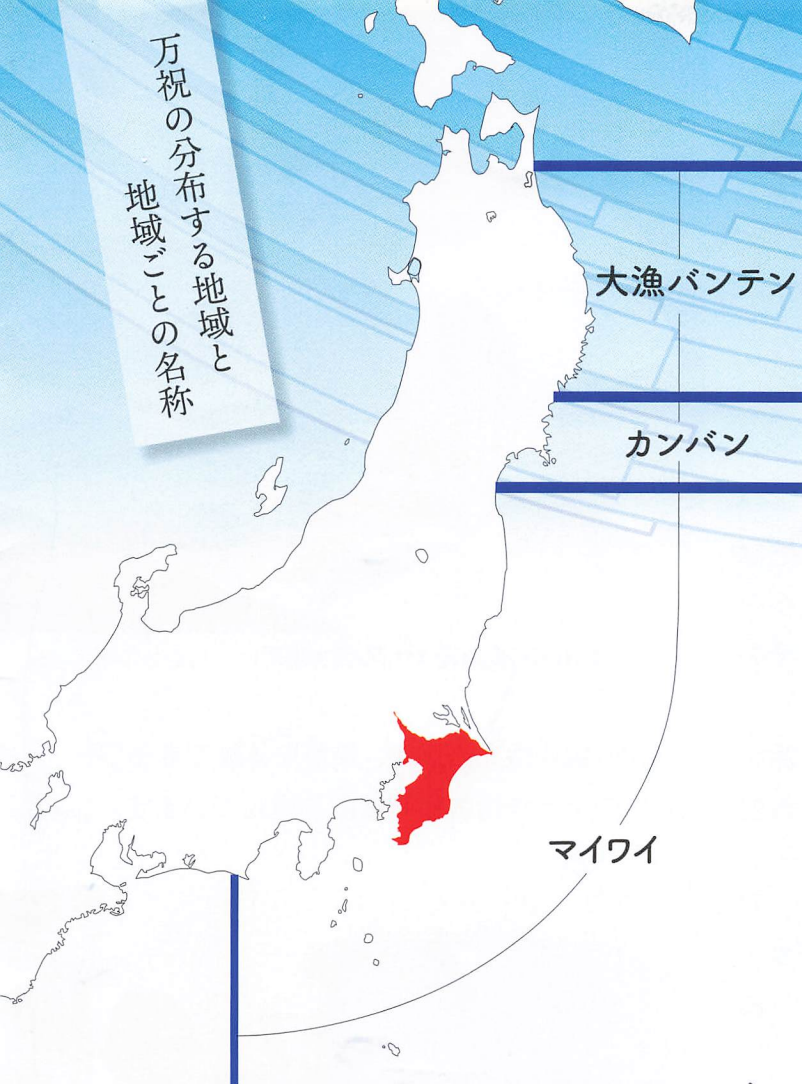 万祝の分布する地域と
地域ごとの名称
大漁バンテン
カンバン
マイワイ